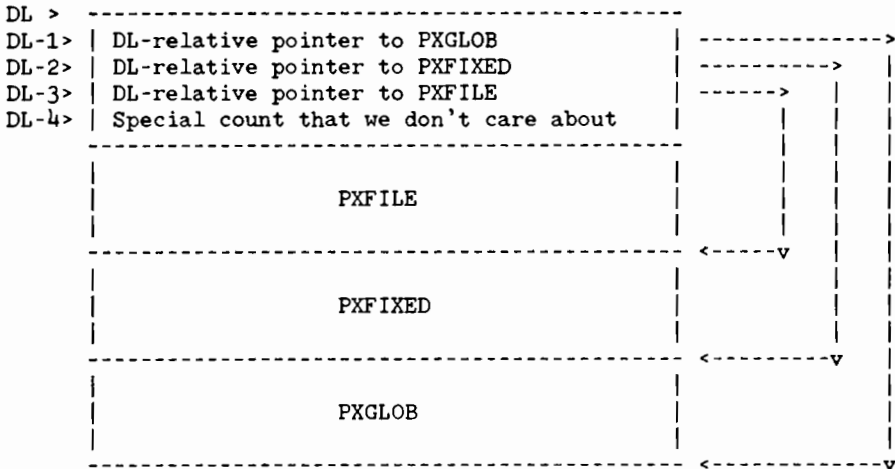 DL >
DL-1> | DL-relative pointer to PXGLOB
DL-2> | DL-relative pointer to PXFIXED
DL-3> | DL-relative pointer to PXFILE
DL-4> | Special count that we don't care about
PXFILE
PXFIXED
PXGLOB